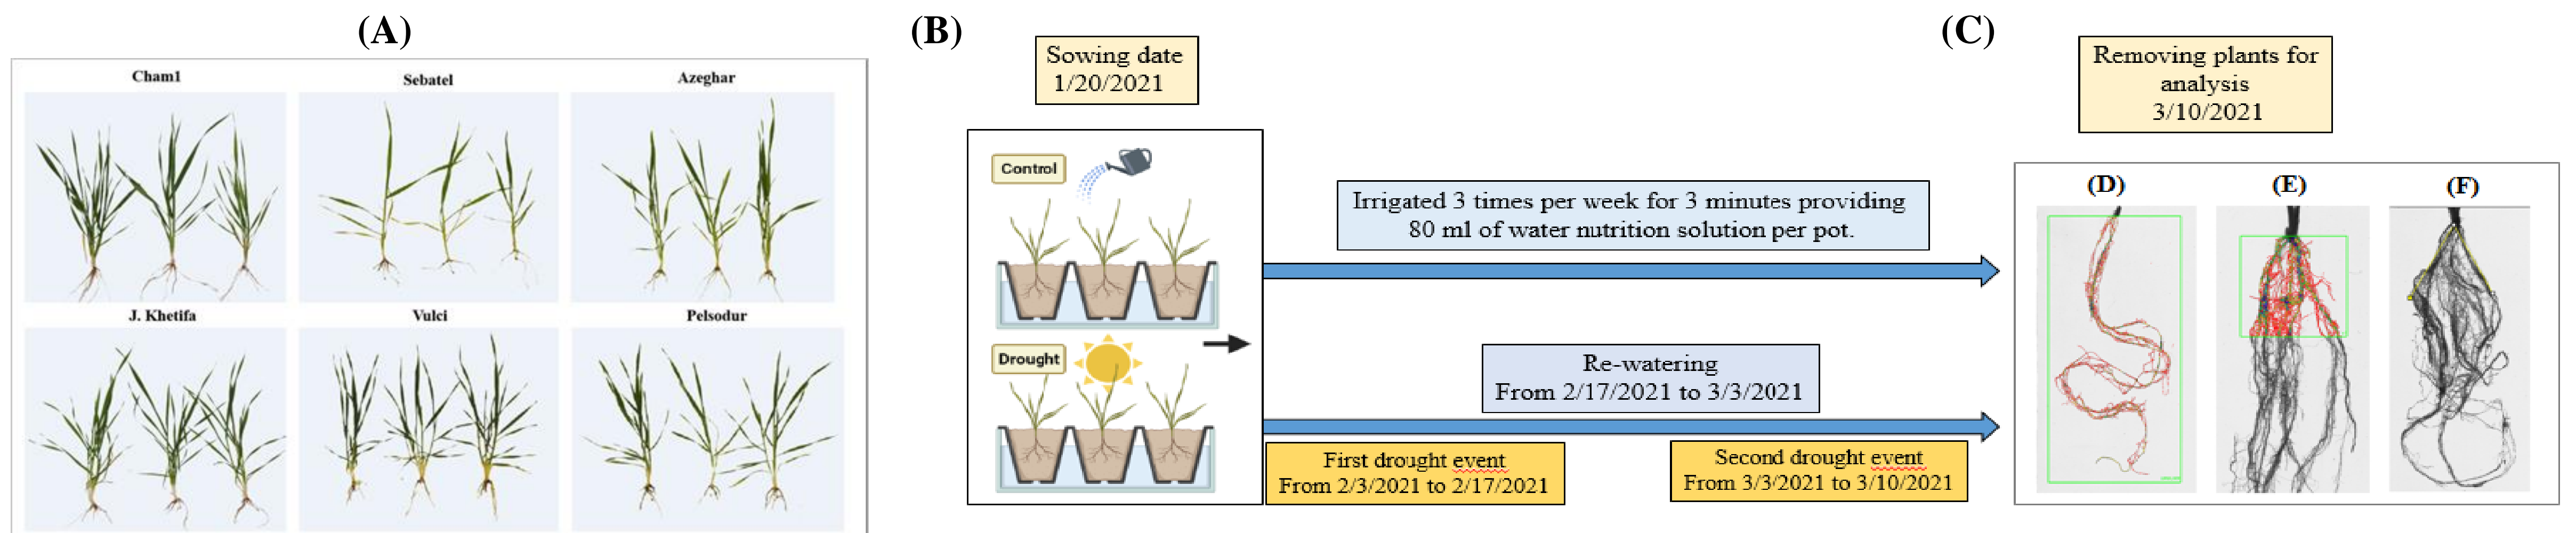 (A)
Cham1
Sebatel
Azeghar
J. Khetifa
Vulci
Pelsodur
(B)
Sowing date
1/20/2021
Control
Drought
Irrigated 3 times per week for 3 minutes providing
80 ml of water nutrition solution per pot.
Re-watering
From 2/17/2021 to 3/3/2021
First drought event
From 2/3/2021 to 2/17/2021
Second drought event
From 3/3/2021 to 3/10/2021
(C)
Removing plants for
analysis
3/10/2021
(D)
(E)
(F)